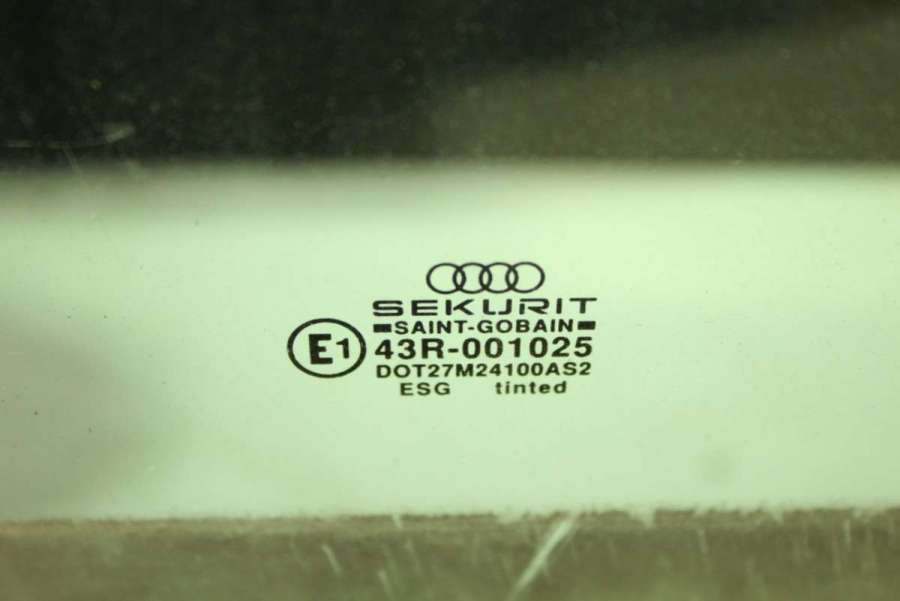 SEKURIT
SAINT-GOBAIN
E1 43R-001025
DOT27M24100AS2
ESG tinted